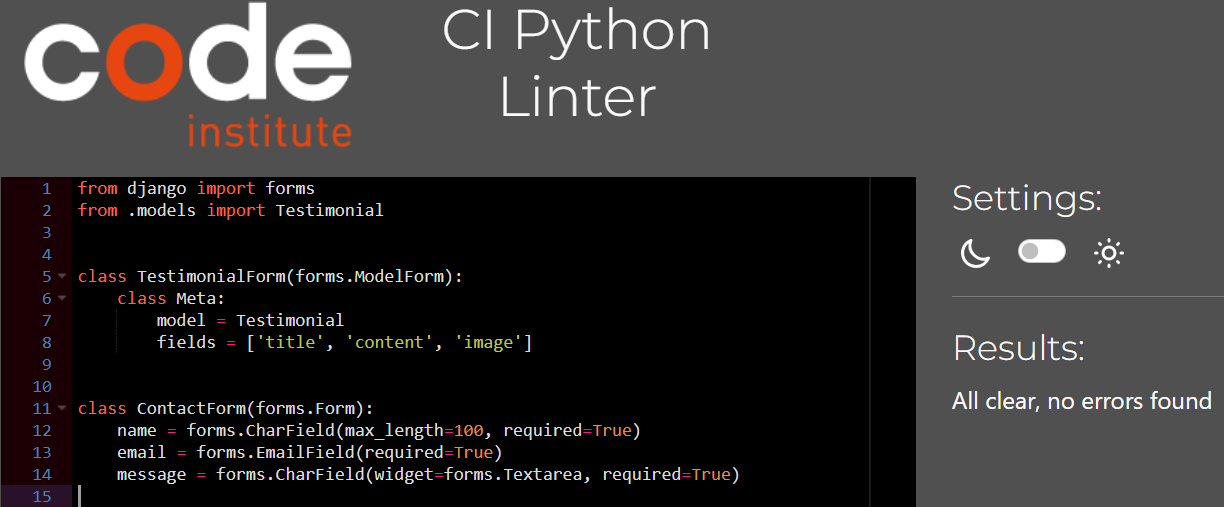 code
institute
CI Python
Linter
1 from django import forms
2 from .models import Testimonial
3
4
5 class TestimonialForm(forms.ModelForm):
6     class Meta:
7         model = Testimonial
8         fields = ['title', 'content', 'image']
9
10
11 class ContactForm(forms.Form):
12     name = forms.CharField(max_length=100, required=True)
13     email = forms.EmailField(required=True)
14     message = forms.CharField(widget=forms.Textarea, required=True)
15
Settings:
Results:
All clear, no errors found